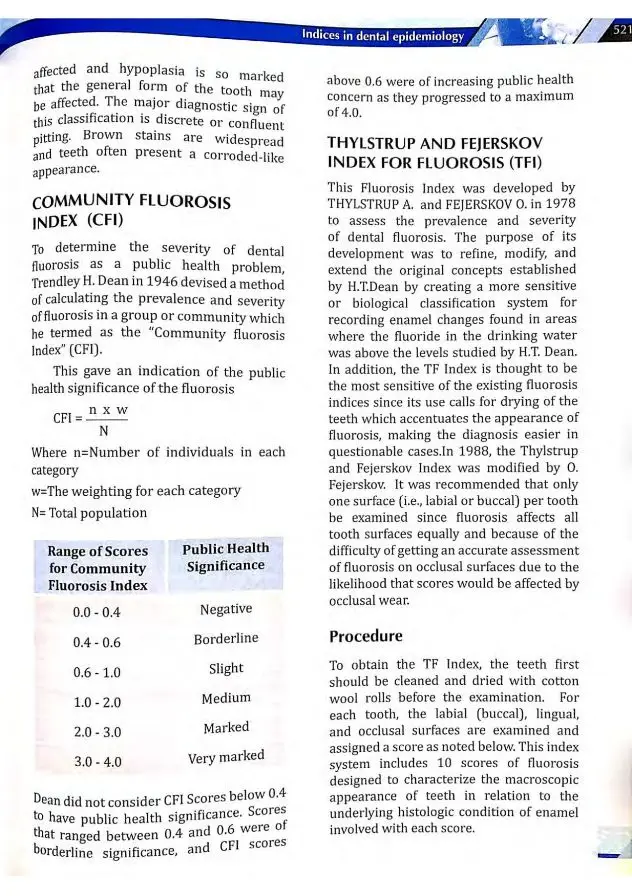 Indices in dental epidemiology
521
affected and hypoplasia is so marked
that the general form of the tooth may
be affected. The major diagnostic sign of
this classification is discrete or confluent
pitting. Brown stains are widespread
and teeth often present a corroded-like
appearance.
COMMUNITY FLUOROSIS
INDEX (CFI)
To determine the severity of dental
fluorosis as a public health problem,
Trendley H. Dean in 1946 devised a method
of calculating the prevalence and severity
of fluorosis in a group or community which
he termed as the "Community fluorosis
Index" (CFI).
This gave an indication of the public
health significance of the fluorosis
CFI = n x w
N
Where n=Number of individuals in each
category
w=The weighting for each category
N= Total population
Range of Scores Public Health
for Community Significance
Fluorosis Index
0.0 - 0.4 Negative
0.4 - 0.6 Borderline
0.6 - 1.0 Slight
1.0 - 2.0 Medium
2.0 - 3.0 Marked
3.0 - 4.0 Very marked
Dean did not consider CFI Scores below 0.4
to have public health significance. Scores
that ranged between 0.4 and 0.6 were of
borderline significance, and CFI scores
above 0.6 were of increasing public health
concern as they progressed to a maximum
of 4.0.
THYLSTRUP AND FEJERSKOV
INDEX FOR FLUOROSIS (TFI)
This Fluorosis Index was developed by
THYLSTRUP A. and FEJERSKOV O. in 1978
to assess the prevalence and severity
of dental fluorosis. The purpose of its
development was to refine, modify, and
extend the original concepts established
by H.T.Dean by creating a more sensitive
or biological classification system for
recording enamel changes found in areas
where the fluoride in the drinking water
was above the levels studied by H.T. Dean.
In addition, the TF Index is thought to be
the most sensitive of the existing fluorosis
indices since its use calls for drying of the
teeth which accentuates the appearance of
fluorosis, making the diagnosis easier in
questionable cases.In 1988, the Thylstrup
and Fejerskov Index was modified by O.
Fejerskov. It was recommended that only
one surface (i.e., labial or buccal) per tooth
be examined since fluorosis affects all
tooth surfaces equally and because of the
difficulty of getting an accurate assessment
of fluorosis on occlusal surfaces due to the
likelihood that scores would be affected by
occlusal wear.
Procedure
To obtain the TF Index, the teeth first
should be cleaned and dried with cotton
wool rolls before the examination. For
each tooth, the labial (buccal), lingual,
and occlusal surfaces are examined and
assigned a score as noted below. This index
system includes 10 scores of fluorosis
designed to characterize the macroscopic
appearance of teeth in relation to the
underlying histologic condition of enamel
involved with each score.